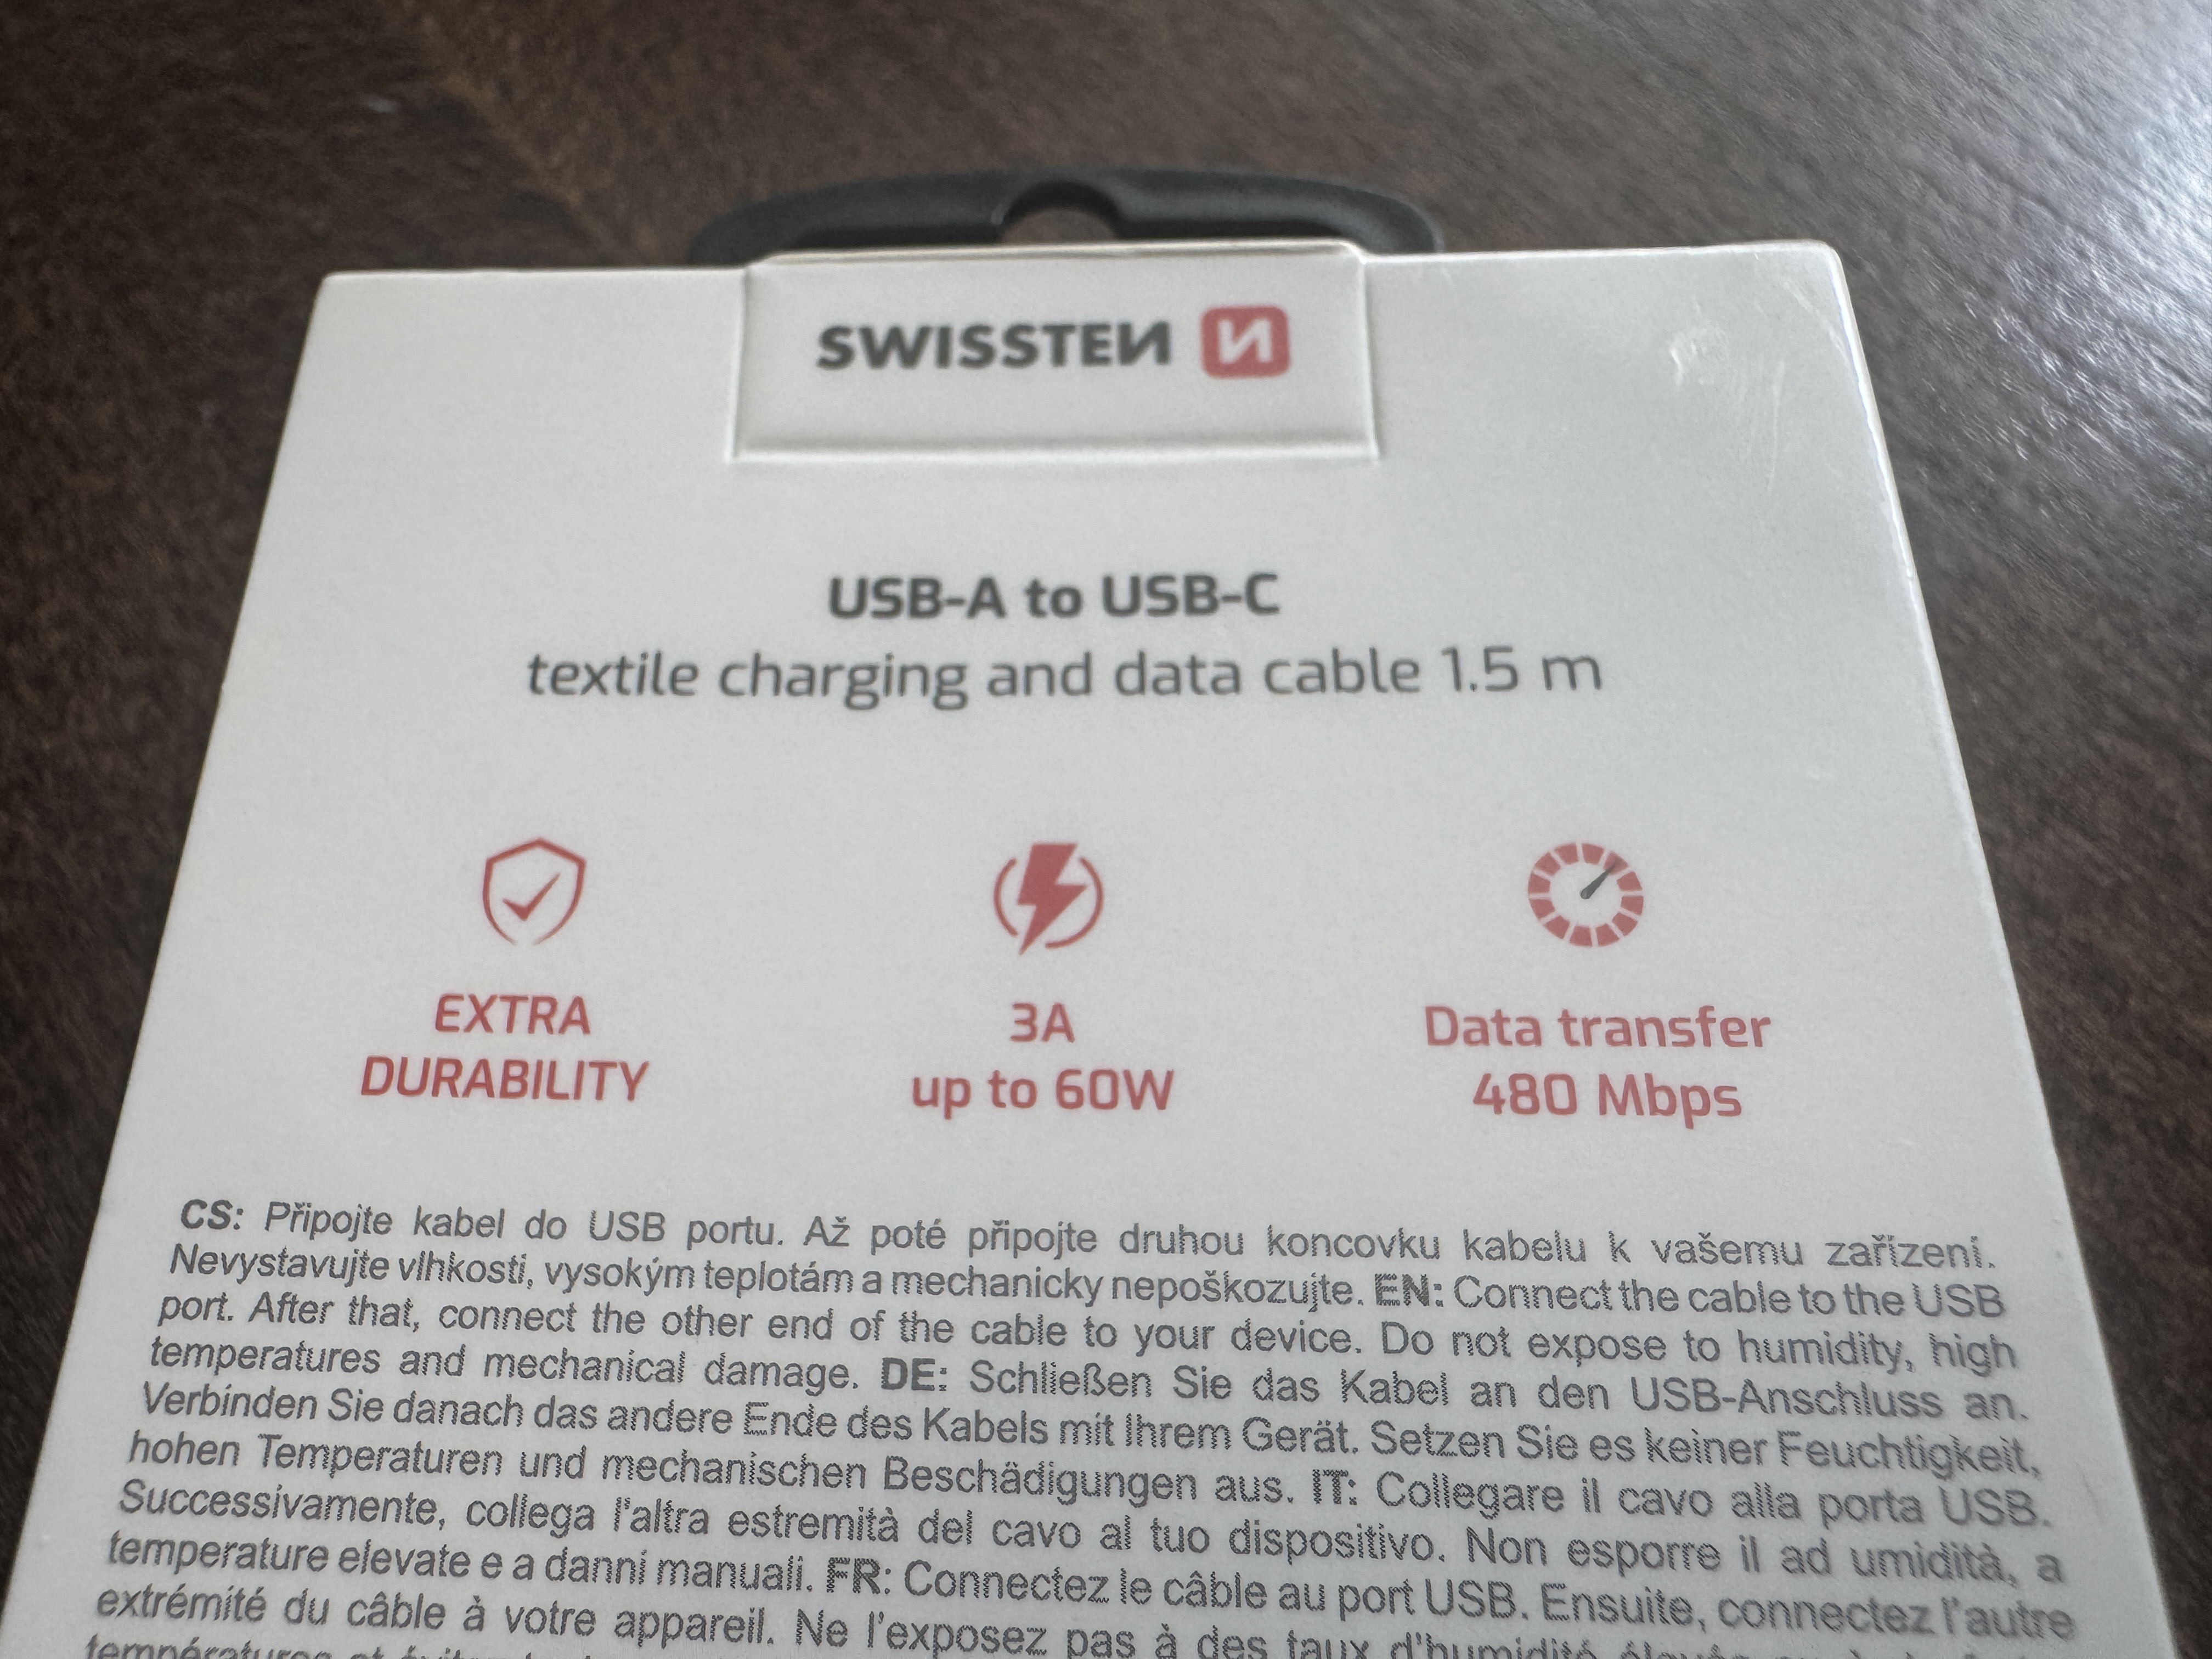 SWISSTEN N
USB-A to USB-C
textile charging and data cable 1.5 m
EXTRA
DURABILITY
3A
up to 60W
Data transfer
480 Mbps
CS: Připojte kabel do USB portu. Až poté připojte druhou koncovku kabelu k vašemu zařízení.
Nevystavujte vlhkosti, vysokým teplotám a mechanicky nepoškozujte. EN: Connect the cable to the USB
port. After that, connect the other end of the cable to your device. Do not expose to humidity, high
temperatures and mechanical damage. DE: Schließen Sie das Kabel an den USB-Anschluss an.
Verbinden Sie danach das andere Ende des Kabels mit Ihrem Gerät. Setzen Sie es keiner Feuchtigkeit,
hohen Temperaturen und mechanischen Beschädigungen aus. IT: Collegare il cavo alla porta USB.
Successivamente, collega l'altra estremità del cavo al tuo dispositivo. Non esporre il ad umidità, a
temperature elevate e a danni manuali. FR: Connectez le câble au port USB. Ensuite, connectez l'autre
extrémité du câble à votre appareil. Ne l'exposez pas à des taux d'humidité
températures et